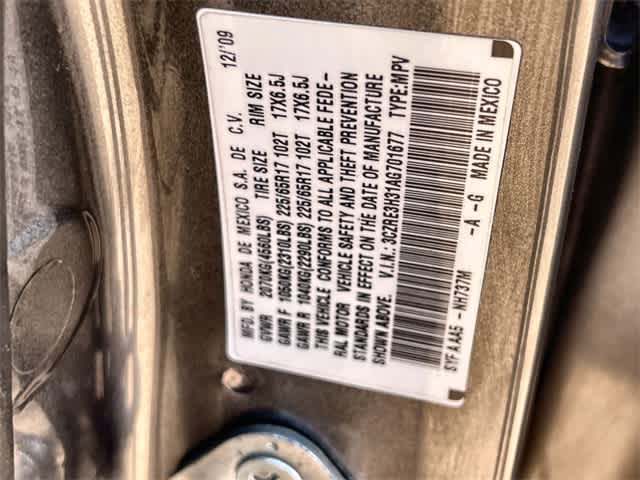 MFD. BY HONDA DE MEXICO S.A. DE C.V. 12/'09
GVWR 2070KG(4560LBS) TIRE SIZE RIM SIZE
GAWR F 1050KG(2310LBS) 225/65R17 102T 17X6.5J
GAWR R 1040KG(2290LBS) 225/65R17 102T 17X6.5J
THIS VEHICLE CONFORMS TO ALL APPLICABLE FEDE-
RAL MOTOR VEHICLE SAFETY AND THEFT PREVENTION
STANDARDS IN EFFECT ON THE DATE OF MANUFACTURE
SHOWN ABOVE. V.I.N.: 3CZRE3H31AG701677 TYPE:MPV
SYFAAA5 -NH737M -A -G MADE IN MEXICO